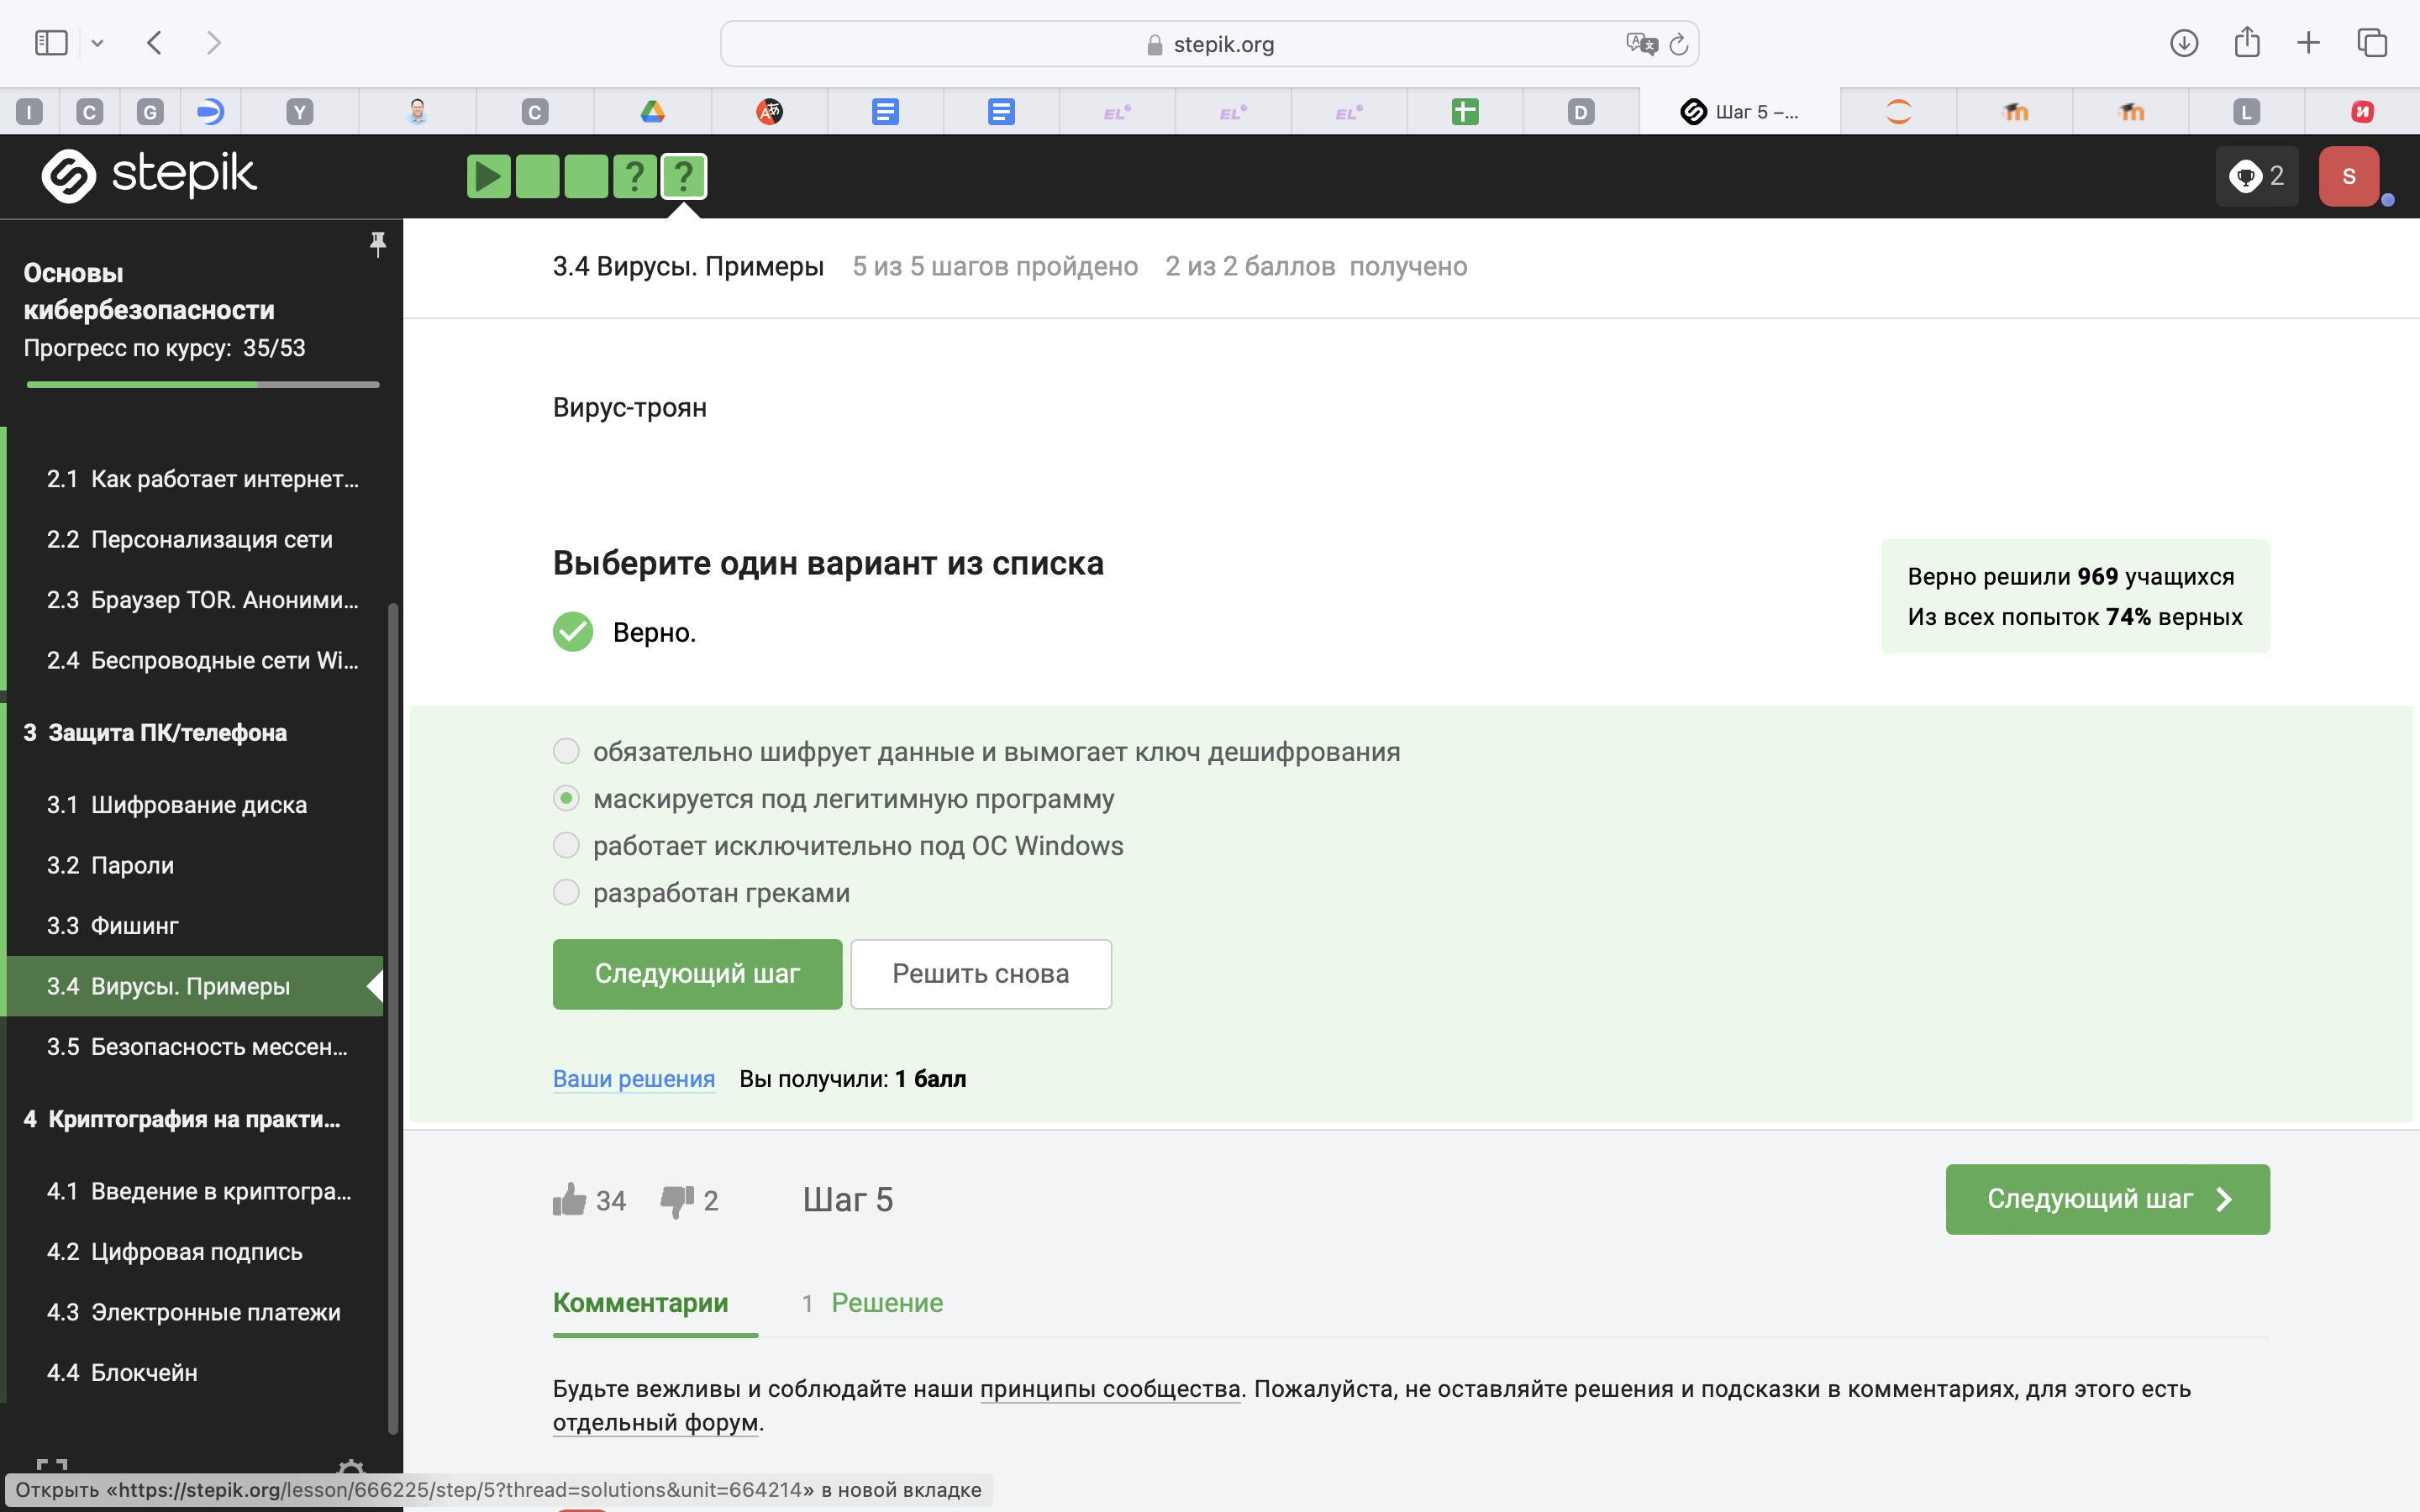 stepik.org
I
C
G
Y
C
EL
EL
EL
D
Шаг 5 –...
L
stepik
? ?
2
S
Основы
кибербезопасности
Прогресс по курсу: 35/53
2.1 Как работает интернет...
2.2 Персонализация сети
2.3 Браузер TOR. Аноними...
2.4 Беспроводные сети Wi...
3 Защита ПК/телефона
3.1 Шифрование диска
3.2 Пароли
3.3 Фишинг
3.4 Вирусы. Примеры
3.5 Безопасность мессен...
4 Криптография на практи...
4.1 Введение в криптогра...
4.2 Цифровая подпись
4.3 Электронные платежи
4.4 Блокчейн
3.4 Вирусы. Примеры 5 из 5 шагов пройдено 2 из 2 баллов получено
Вирус-троян
Выберите один вариант из списка
Верно.
Верно решили 969 учащихся
Из всех попыток 74% верных
обязательно шифрует данные и вымогает ключ дешифрования
маскируется под легитимную программу
работает исключительно под ОС Windows
разработан греками
Следующий шаг Решить снова
Ваши решения Вы получили: 1 балл
34 2 Шаг 5
Следующий шаг
Комментарии 1 Решение
Будьте вежливы и соблюдайте наши принципы сообщества. Пожалуйста, не оставляйте решения и подсказки в комментариях, для этого есть
отдельный форум.
Открыть «https://stepik.org/lesson/666225/step/5?thread=solutions&unit=664214» в новой вкладке